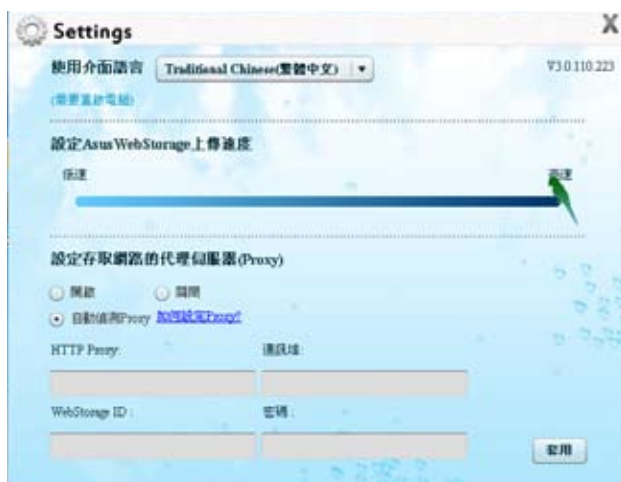 Settings
X
使用介面語言 Traditional Chinese(繁體中文)
V3.0.110.223
(需要重啟電腦)
設定AsusWebStorage上傳速度
低速 高速
設定存取網路的代理伺服器(Proxy)
開啟 關閉
自動偵測Proxy 如何設定Proxy?
HTTP Proxy: 通訊埠:
WebStorage ID : 密碼 :
套用